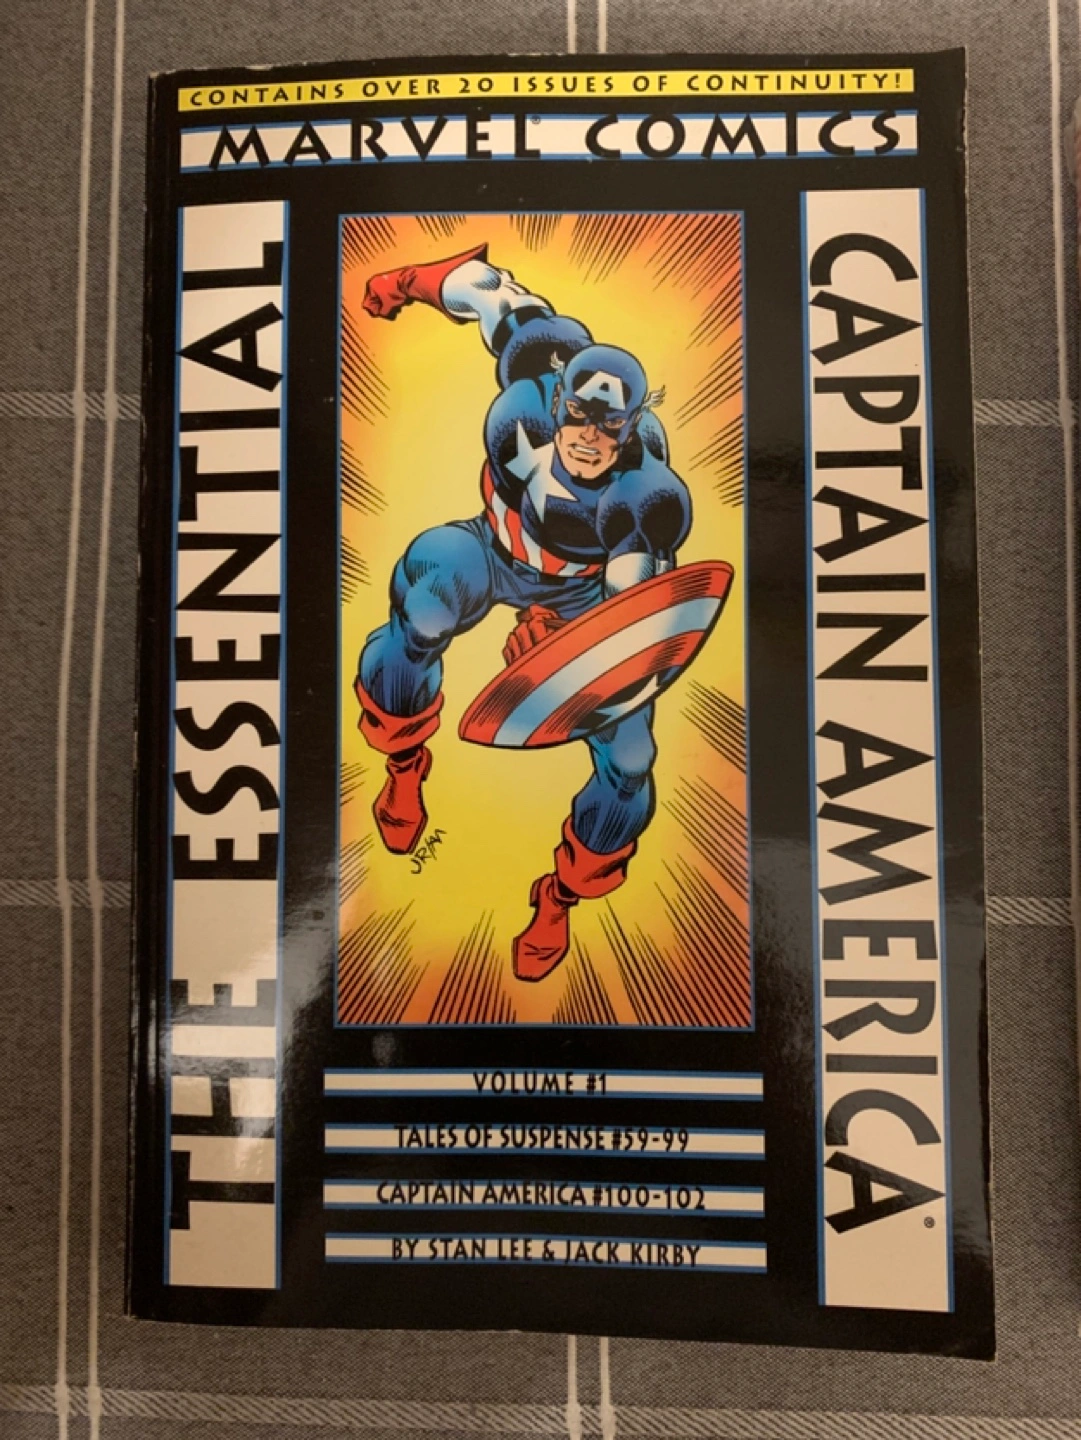 CONTAINS OVER 20 ISSUES OF CONTINUITY!
MARVEL® COMICS
THE ESSENTIAL
CAPTAIN AMERICA®
A
JR/AM
VOLUME #1
TALES OF SUSPENSE #59-99
CAPTAIN AMERICA #100-102
BY STAN LEE & JACK KIRBY